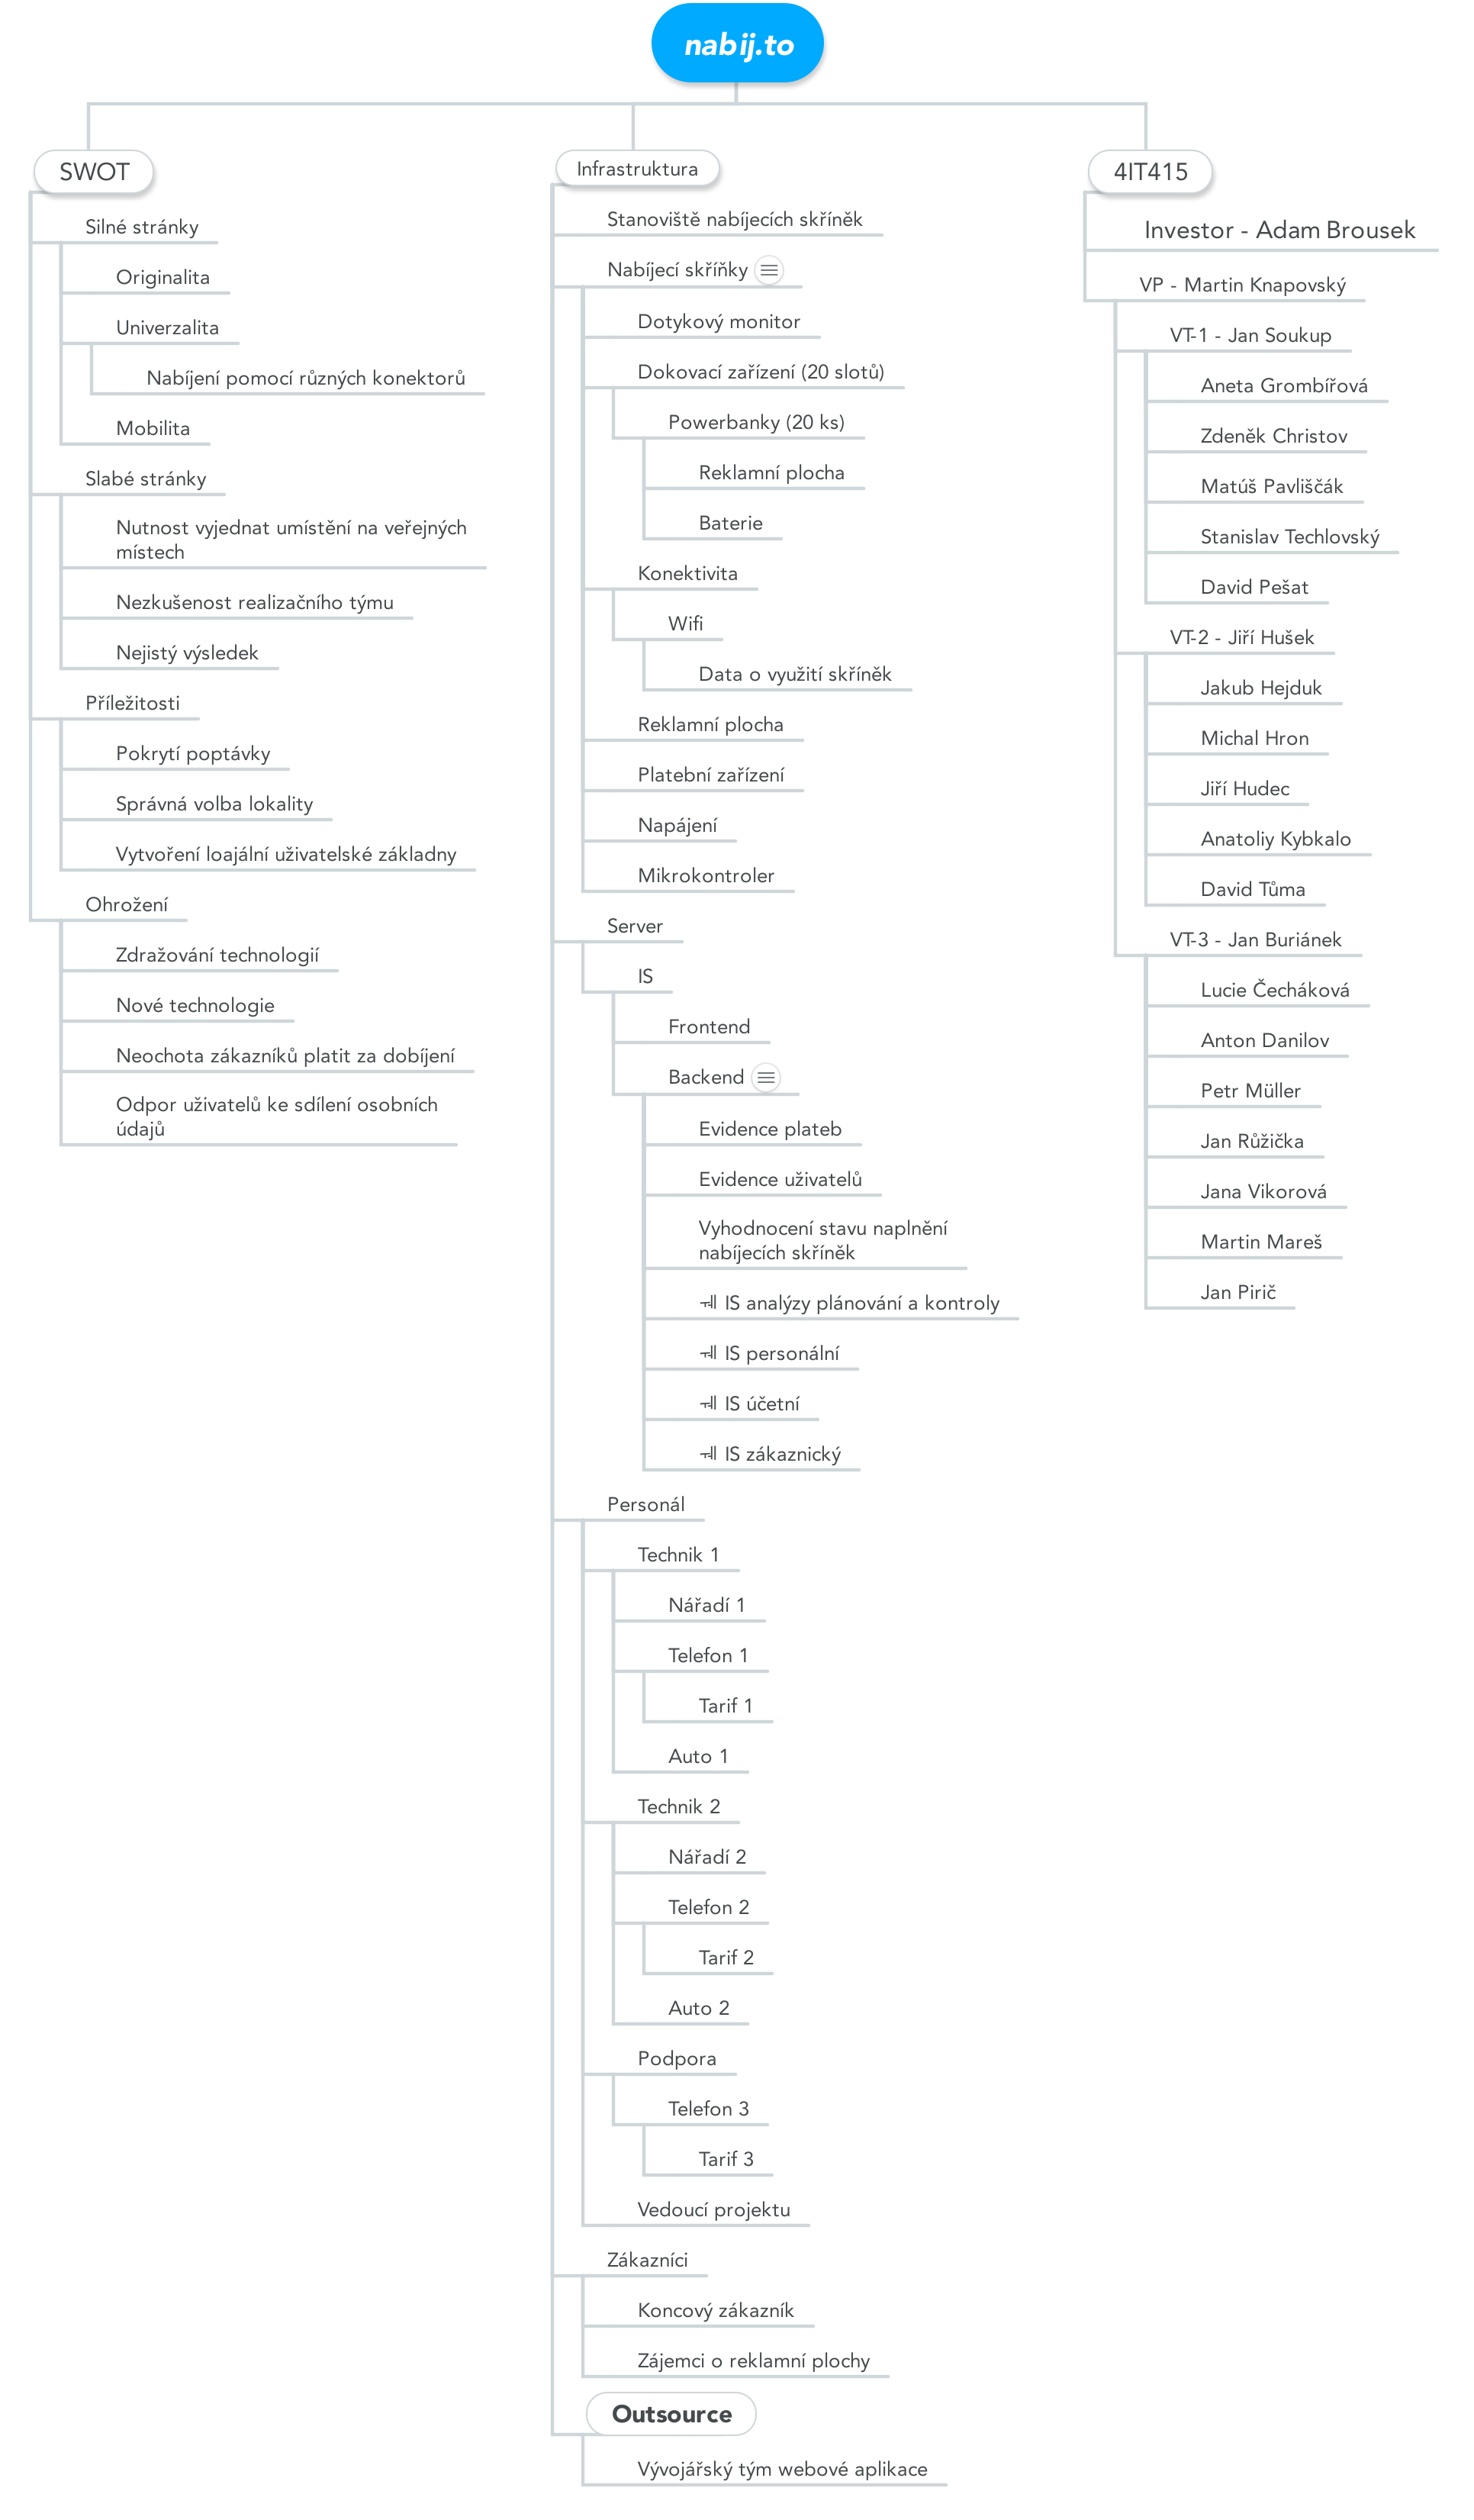 nabij.to
SWOT
Silné stránky
Originalita
Univerzalita
Nabíjení pomocí různých konektorů
Mobilita
Slabé stránky
Nutnost vyjednat umístění na veřejných
místech
Nezkušenost realizačního týmu
Nejistý výsledek
Příležitosti
Pokrytí poptávky
Správná volba lokality
Vytvoření loajální uživatelské základny
Ohrožení
Zdražování technologií
Nové technologie
Neochota zákazníků platit za dobíjení
Odpor uživatelů ke sdílení osobních
údajů
Infrastruktura
Stanoviště nabíjecích skříněk
Nabíjecí skříňky
Dotykový monitor
Dokovací zařízení (20 slotů)
Powerbanky (20 ks)
Reklamní plocha
Baterie
Konektivita
Wifi
Data o využití skříněk
Reklamní plocha
Platební zařízení
Napájení
Mikrokontroler
Server
IS
Frontend
Backend
Evidence plateb
Evidence uživatelů
Vyhodnocení stavu naplnění
nabíjecích skříněk
IS analýzy plánování a kontroly
IS personální
IS účetní
IS zákaznický
Personál
Technik 1
Nářadí 1
Telefon 1
Tarif 1
Auto 1
Technik 2
Nářadí 2
Telefon 2
Tarif 2
Auto 2
Podpora
Telefon 3
Tarif 3
Vedoucí projektu
Zákazníci
Koncový zákazník
Zájemci o reklamní plochy
Outsource
Vývojářský tým webové aplikace
4IT415
Investor - Adam Brousek
VP - Martin Knapovský
VT-1 - Jan Soukup
Aneta Grombířová
Zdeněk Christov
Matúš Pavliščák
Stanislav Techlovský
David Pešat
VT-2 - Jiří Hušek
Jakub Hejduk
Michal Hron
Jiří Hudec
Anatoliy Kybkalo
David Tůma
VT-3 - Jan Buriánek
Lucie Čecháková
Anton Danilov
Petr Müller
Jan Růžička
Jana Vikorová
Martin Mareš
Jan Pirič